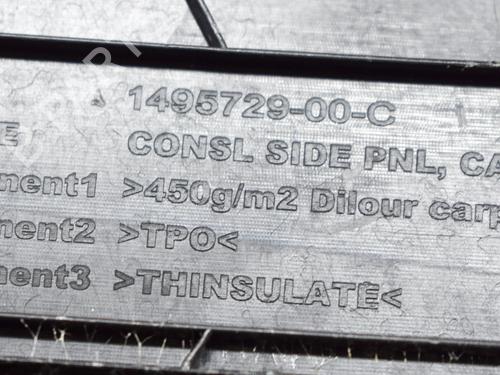 1495729-00-C
E CONSL SIDE PNL, CA
nent1 >450g/m2 Dilour carp
nent2 >TPO<
nent3 >THINSULATE<